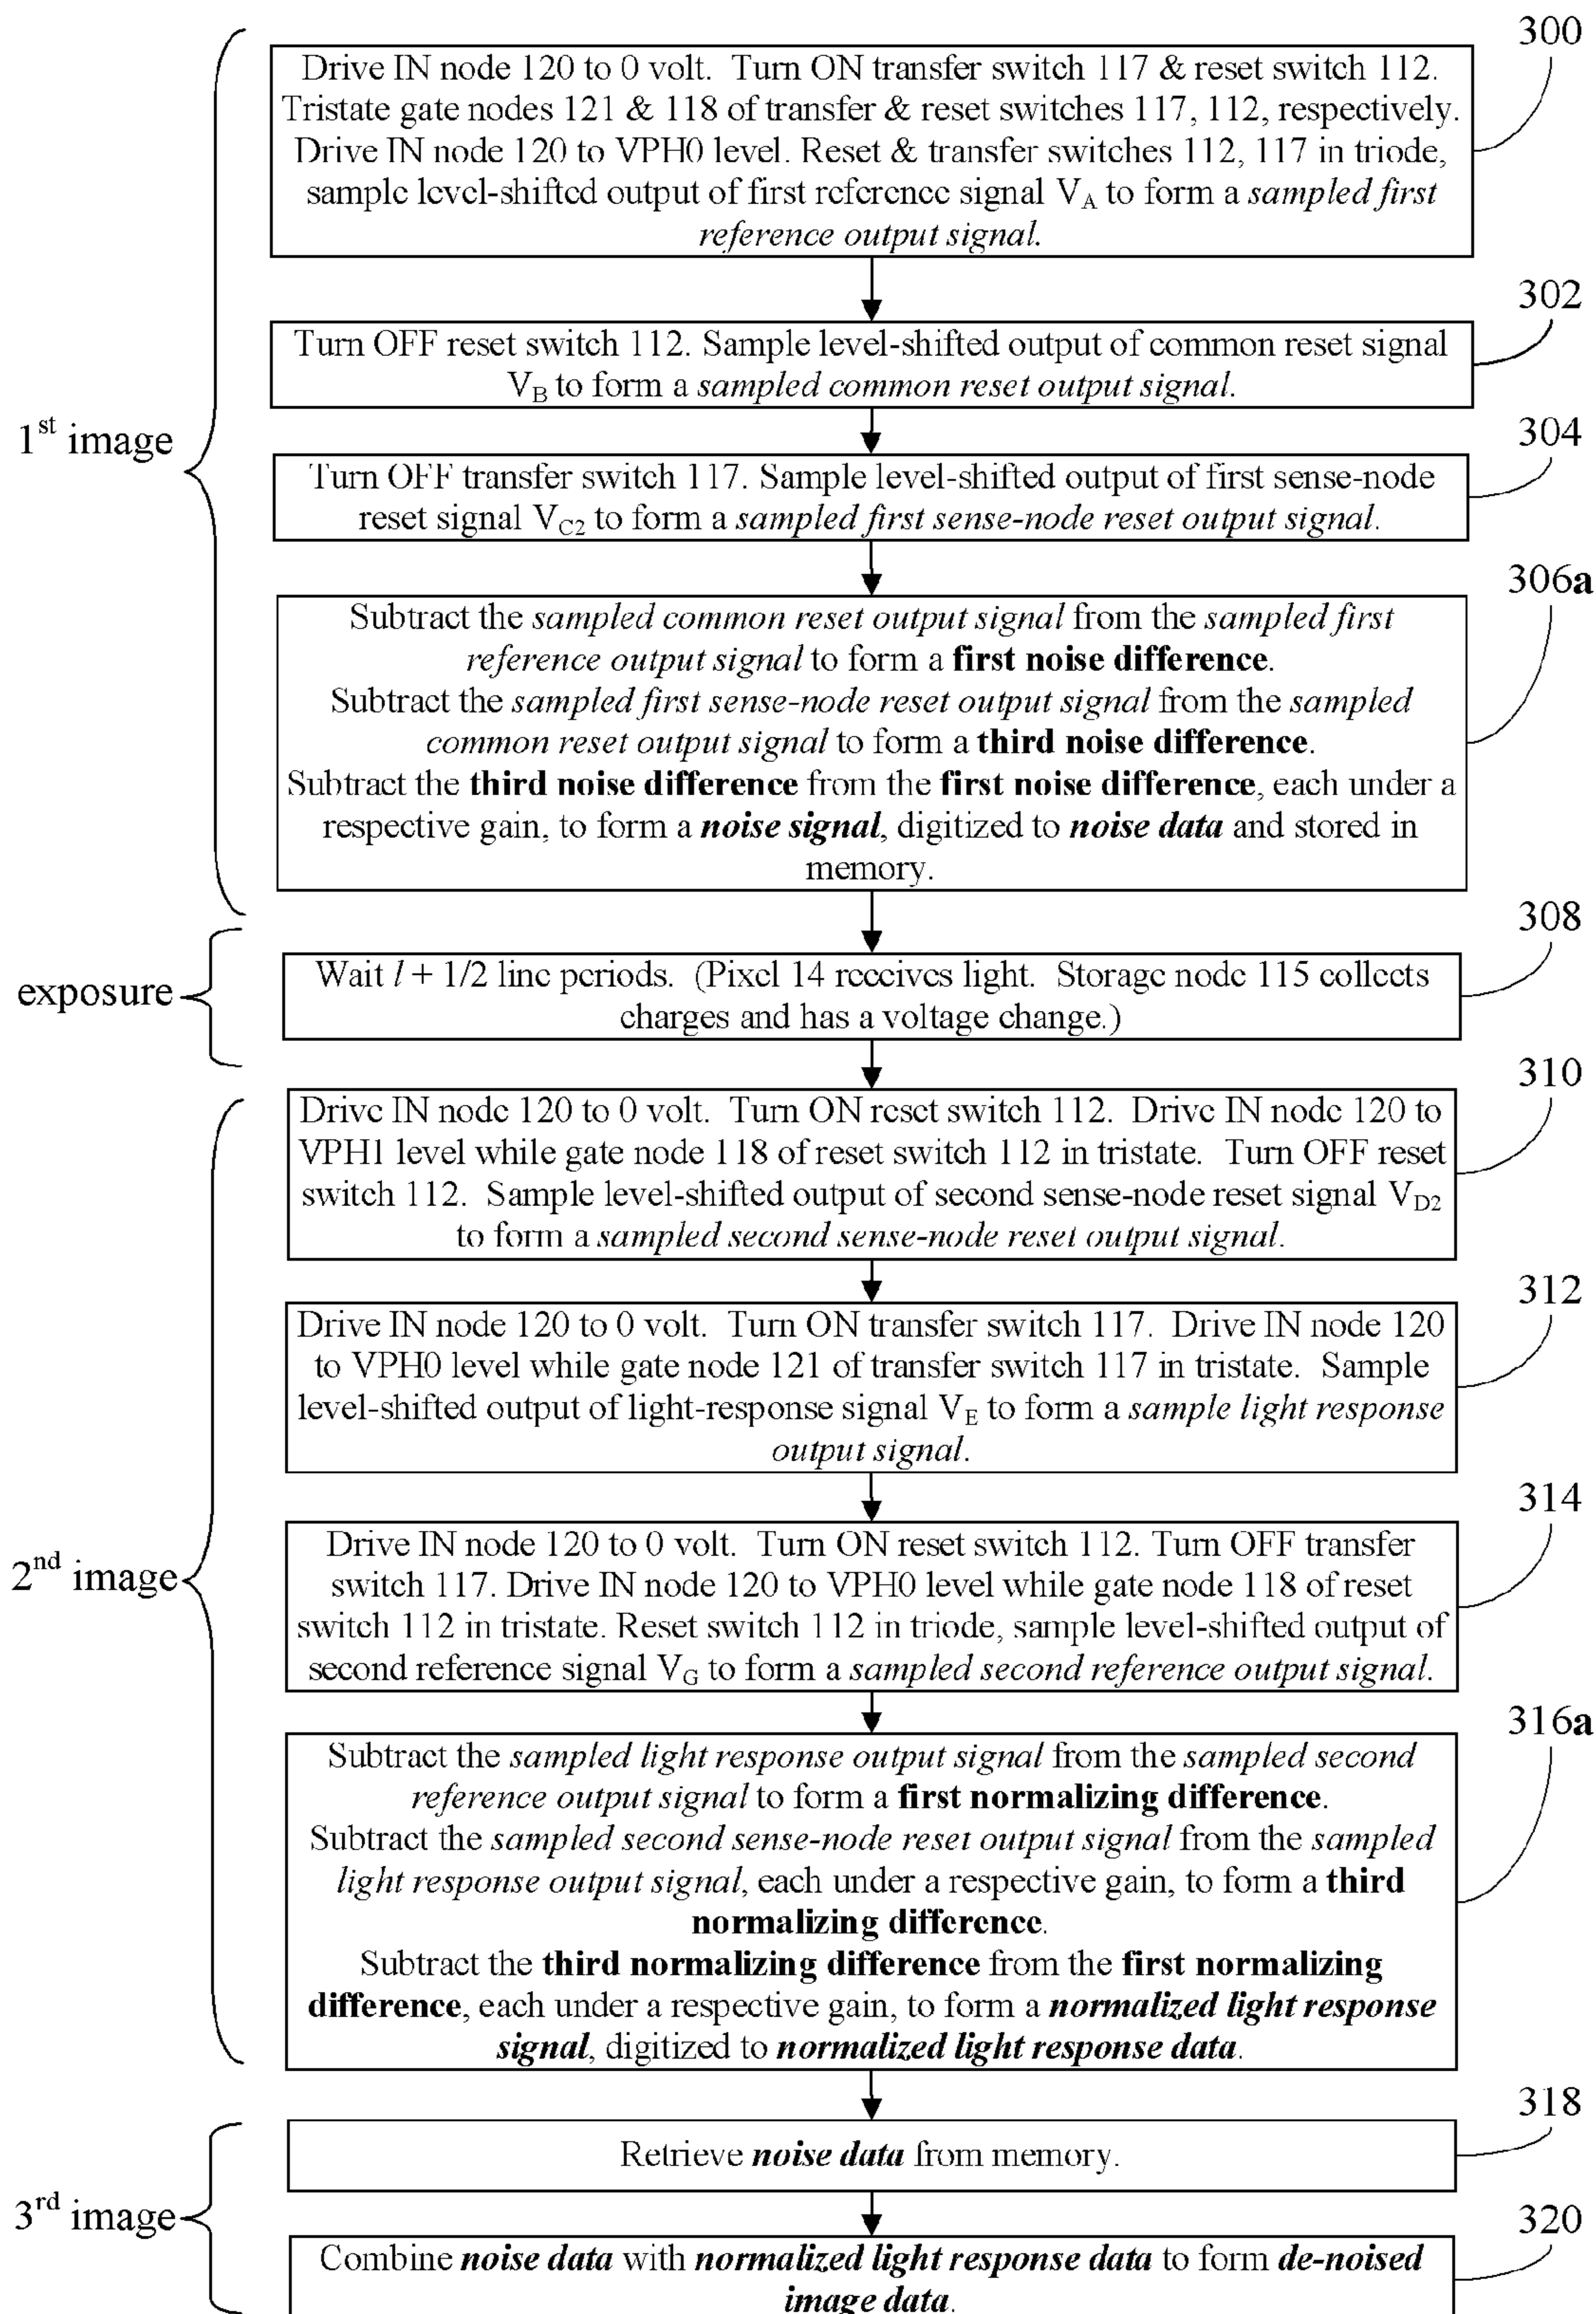 300
Drive IN node 120 to 0 volt. Turn ON transfer switch 117 & reset switch 112.
Tristate gate nodes 121 & 118 of transfer & reset switches 117, 112, respectively.
Drive IN node 120 to VPH0 level. Reset & transfer switches 112, 117 in triode,
sample level-shifted output of first reference signal VA to form a sampled first
reference output signal.
302
Turn OFF reset switch 112. Sample level-shifted output of common reset signal
VB to form a sampled common reset output signal.
1st image
304
Turn OFF transfer switch 117. Sample level-shifted output of first sense-node
reset signal VC2 to form a sampled first sense-node reset output signal.
306a
Subtract the sampled common reset output signal from the sampled first
reference output signal to form a first noise difference.
Subtract the sampled first sense-node reset output signal from the sampled
common reset output signal to form a third noise difference.
Subtract the third noise difference from the first noise difference, each under a
respective gain, to form a noise signal, digitized to noise data and stored in
memory.
308
exposure
Wait l + 1/2 line periods. (Pixel 14 receives light. Storage node 115 collects
charges and has a voltage change.)
310
Drive IN node 120 to 0 volt. Turn ON reset switch 112. Drive IN node 120 to
VPH1 level while gate node 118 of reset switch 112 in tristate. Turn OFF reset
switch 112. Sample level-shifted output of second sense-node reset signal VD2
to form a sampled second sense-node reset output signal.
312
Drive IN node 120 to 0 volt. Turn ON transfer switch 117. Drive IN node 120
to VPH0 level while gate node 121 of transfer switch 117 in tristate. Sample
level-shifted output of light-response signal VE to form a sample light response
output signal.
314
2nd image
Drive IN node 120 to 0 volt. Turn ON reset switch 112. Turn OFF transfer
switch 117. Drive IN node 120 to VPH0 level while gate node 118 of reset
switch 112 in tristate. Reset switch 112 in triode, sample level-shifted output of
second reference signal VG to form a sampled second reference output signal.
316a
Subtract the sampled light response output signal from the sampled second
reference output signal to form a first normalizing difference.
Subtract the sampled second sense-node reset output signal from the sampled
light response output signal, each under a respective gain, to form a third
normalizing difference.
Subtract the third normalizing difference from the first normalizing
difference, each under a respective gain, to form a normalized light response
signal, digitized to normalized light response data.
318
Retrieve noise data from memory.
3rd image
320
Combine noise data with normalized light response data to form de-noised
image data.